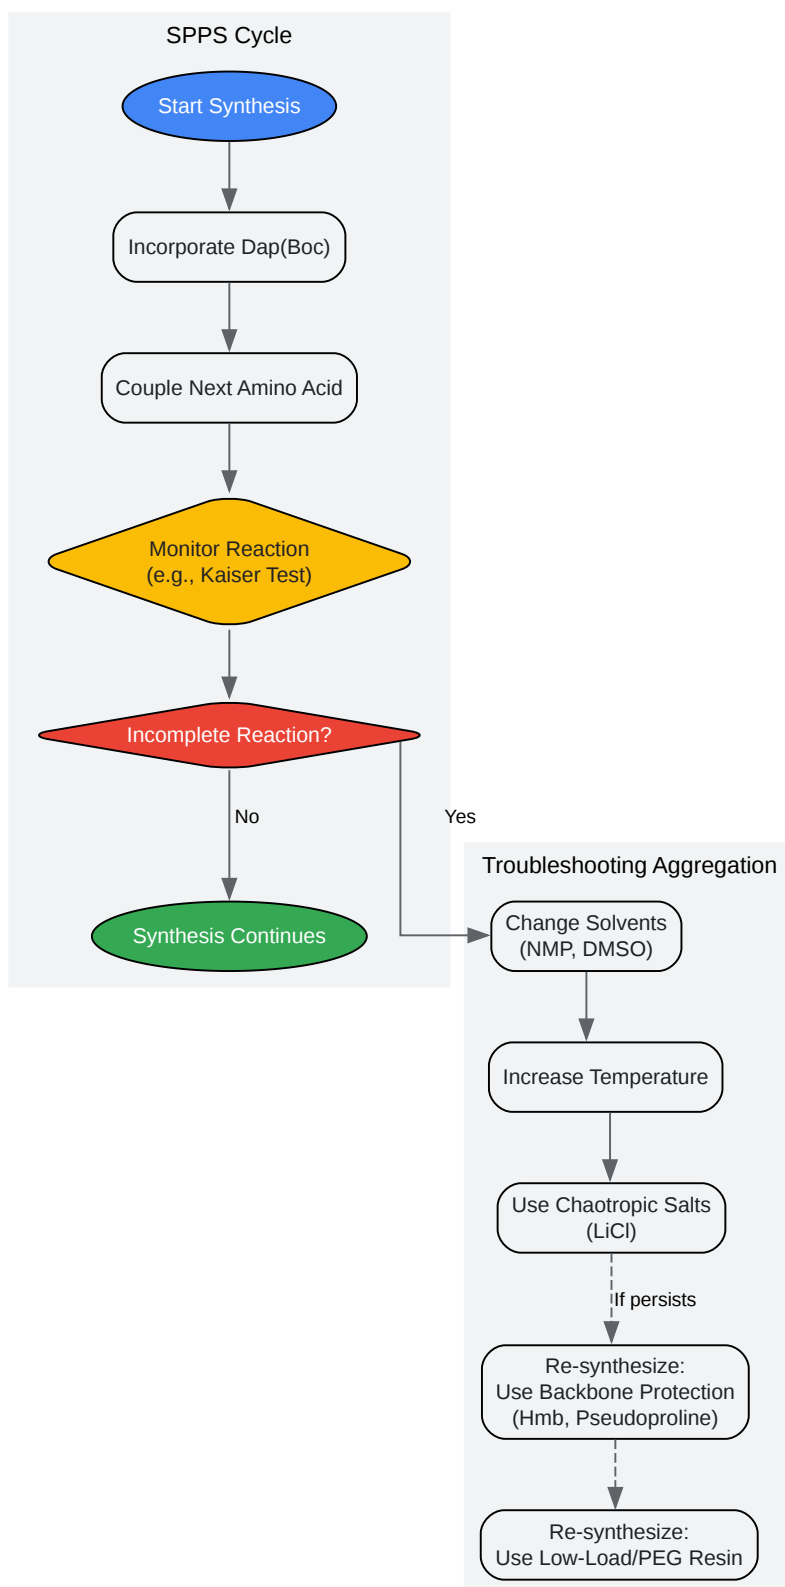 SPPS Cycle
Start Synthesis
Incorporate Dap(Boc)
Couple Next Amino Acid
Monitor Reaction
(e.g., Kaiser Test)
Incomplete Reaction?
No
Yes
Synthesis Continues
Troubleshooting Aggregation
Change Solvents
(NMP, DMSO)
Increase Temperature
Use Chaotropic Salts
(LiCl)
If persists
Re-synthesize:
Use Backbone Protection
(Hmb, Pseudoproline)
Re-synthesize:
Use Low-Load/PEG Resin